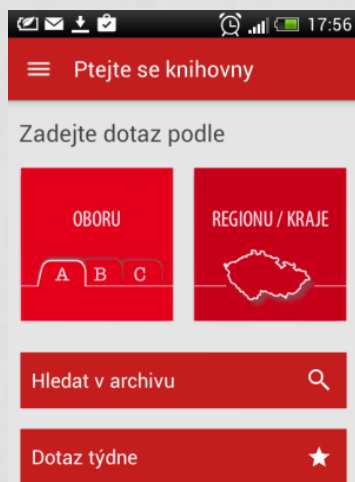 17:56
Ptejte se knihovny
Zadejte dotaz podle
OBORU
A B C
REGIONU / KRAJE
Hledat v archivu
Dotaz týdne